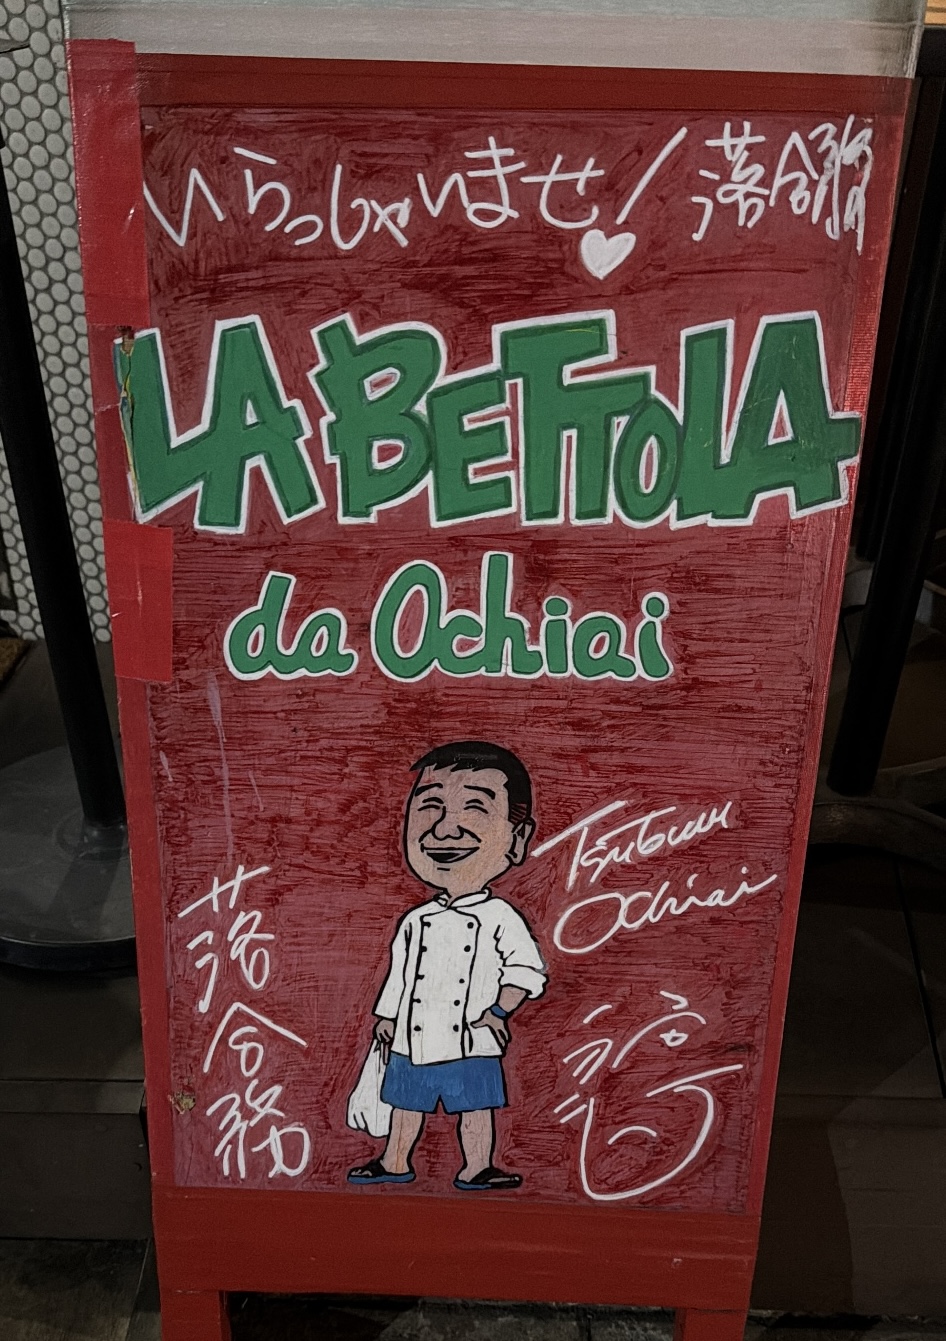 いらっしゃいませ! 落合務
LA BETTOLA
da Ochiai
Tsutomu
Ochiai
落合務